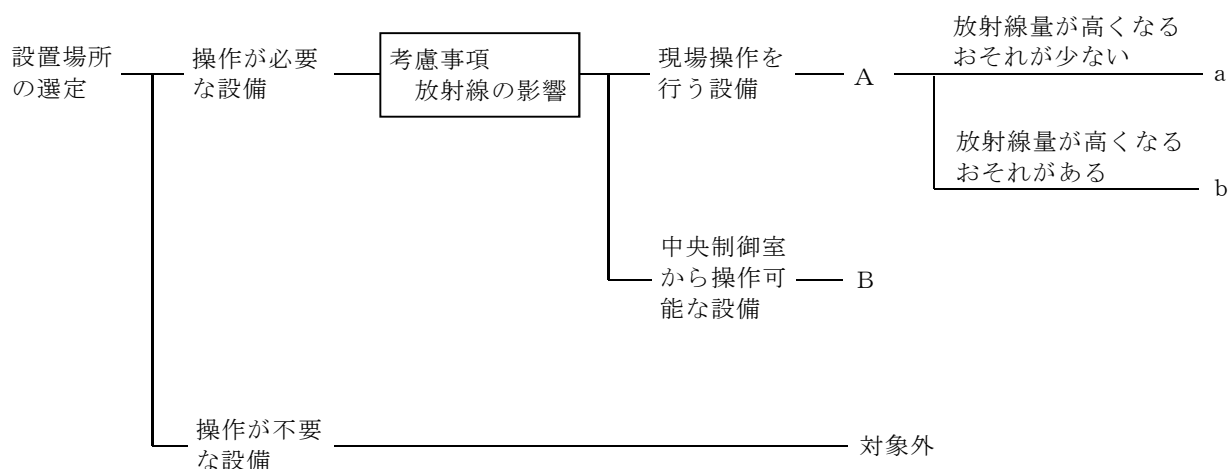 設置場所
の選定
操作が必要
な設備
考慮事項
放射線の影響
現場操作を
行う設備
A
放射線量が高くなる
おそれが少ない
a
放射線量が高くなる
おそれがある
b
中央制御室
から操作可
能な設備
B
操作が不要
な設備
対象外